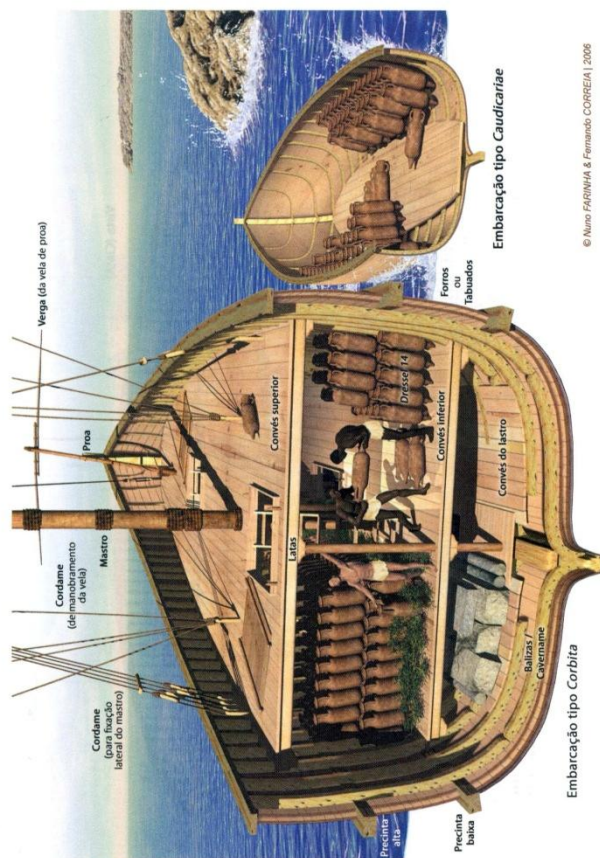 Verga (da vela de proa)
Proa
Cordame
(de manobramento
da vela)
Mastro
Cordame
(para fixação
lateral do mastro)
Convés superior
Latas
Dressel 14
Convés inferior
Convés do lastro
Balizas /
Cavername
Forros
ou
Tabuados
Precinta
alta
Precinta
baixa
Embarcação tipo Corbita
Embarcação tipo Caudicariae
© Nuno FARINHA & Fernando CORREIA | 2006